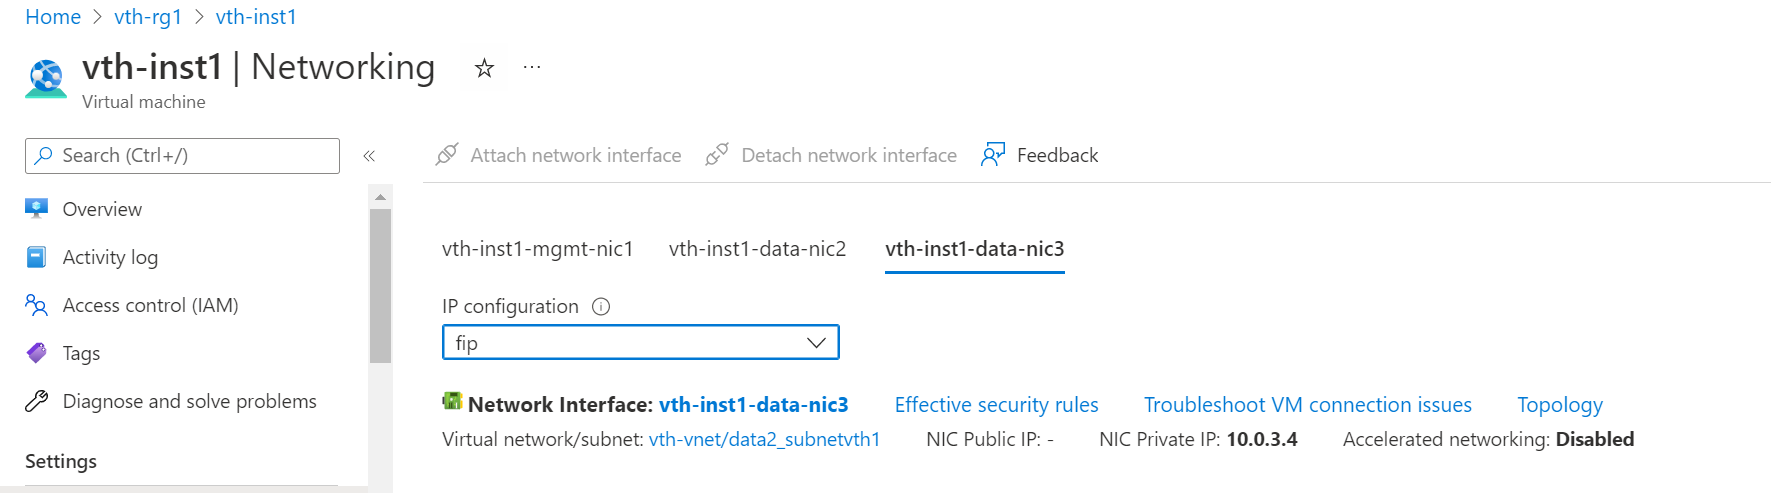 Home > vth-rg1 > vth-inst1
vth-inst1 | Networking ☆ ...
Virtual machine
Search (Ctrl+/) «
Attach network interface Detach network interface Feedback
Overview
Activity log
Access control (IAM)
Tags
Diagnose and solve problems
Settings
vth-inst1-mgmt-nic1 vth-inst1-data-nic2 vth-inst1-data-nic3
IP configuration
fip
Network Interface: vth-inst1-data-nic3 Effective security rules Troubleshoot VM connection issues Topology
Virtual network/subnet: vth-vnet/data2_subnetvth1 NIC Public IP: - NIC Private IP: 10.0.3.4 Accelerated networking: Disabled